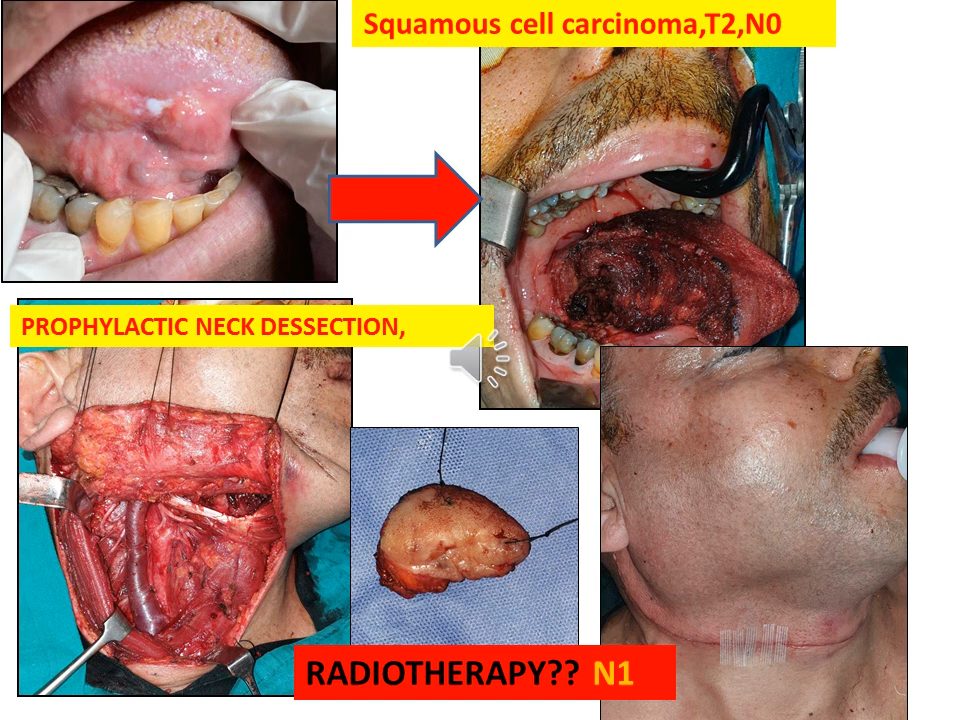 Squamous cell carcinoma,T2,N0
PROPHYLACTIC NECK DESSECTION,
RADIOTHERAPY?? N1